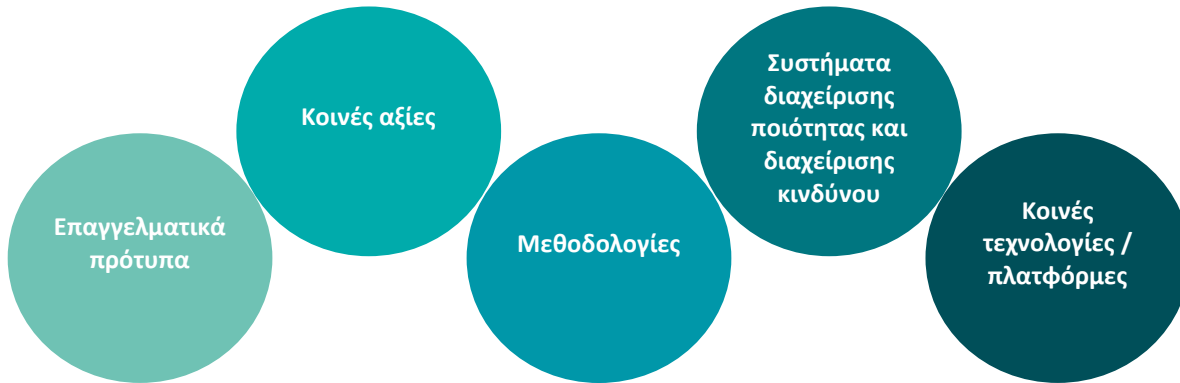 Επαγγελματικά
πρότυπα
Κοινές αξίες
Μεθοδολογίες
Συστήματα
διαχείρισης
ποιότητας και
διαχείρισης
κινδύνου
Κοινές
τεχνολογίες /
πλατφόρμες